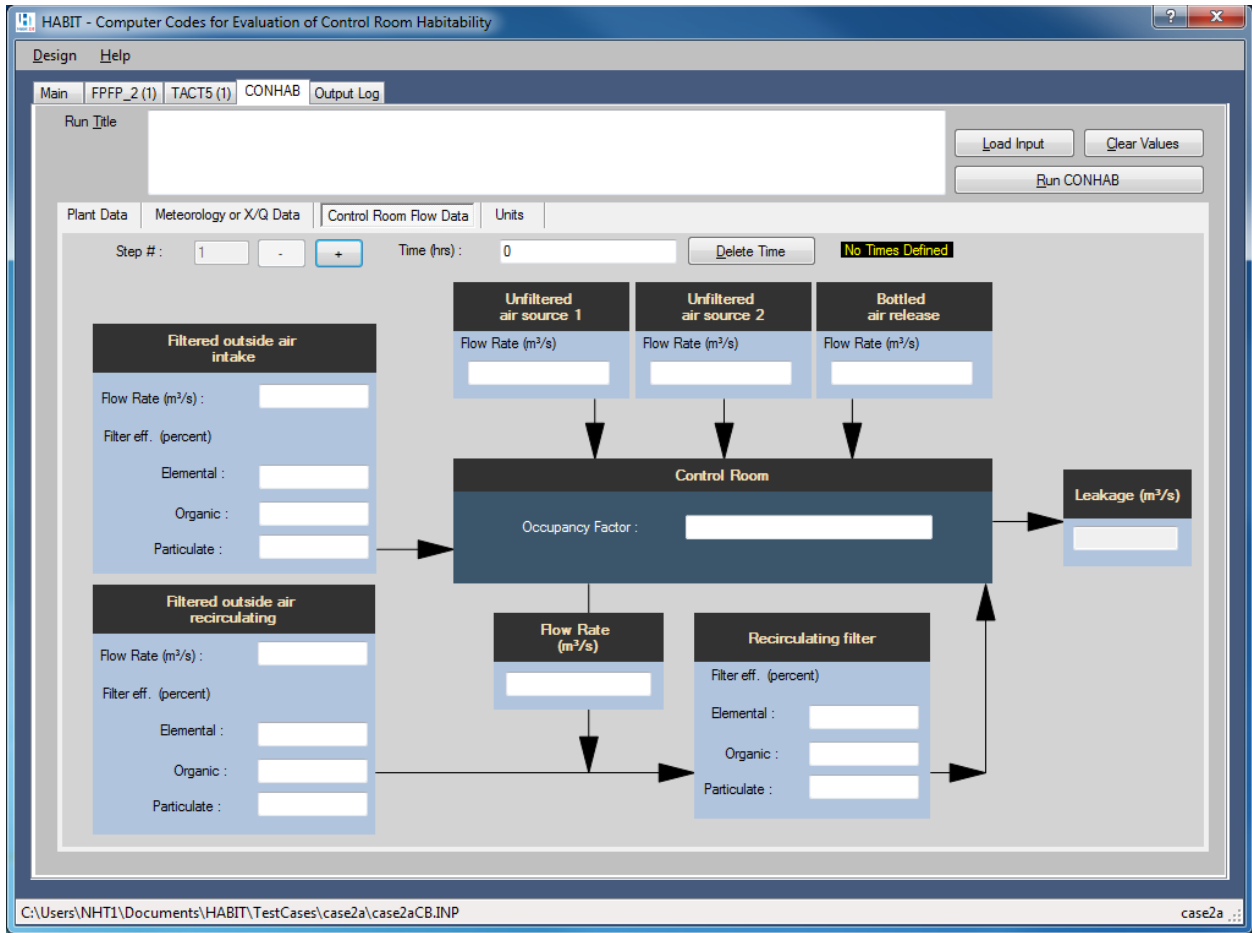 HABIT - Computer Codes for Evaluation of Control Room Habitability
Design Help
Main FPFP_2 (1) TACT5 (1) CONHAB Output Log
Run Title
Load Input Clear Values
Run CONHAB
Plant Data Meteorology or X/Q Data Control Room Flow Data Units
Step # : 1 - + Time (hrs) : 0 Delete Time No Times Defined
Unfiltered
air source 1
Flow Rate (m³/s)
Unfiltered
air source 2
Flow Rate (m³/s)
Bottled
air release
Flow Rate (m³/s)
Filtered outside air
intake
Flow Rate (m³/s) :
Filter eff. (percent)
Elemental :
Organic :
Particulate :
Control Room
Occupancy Factor :
Leakage (m³/s)
Filtered outside air
recirculating
Flow Rate (m³/s) :
Filter eff. (percent)
Elemental :
Organic :
Particulate :
Flow Rate
(m³/s)
Recirculating filter
Filter eff. (percent)
Elemental :
Organic :
Particulate :
C:\Users\NHT1\Documents\HABIT\TestCases\case2a\case2aCB.INP case2a